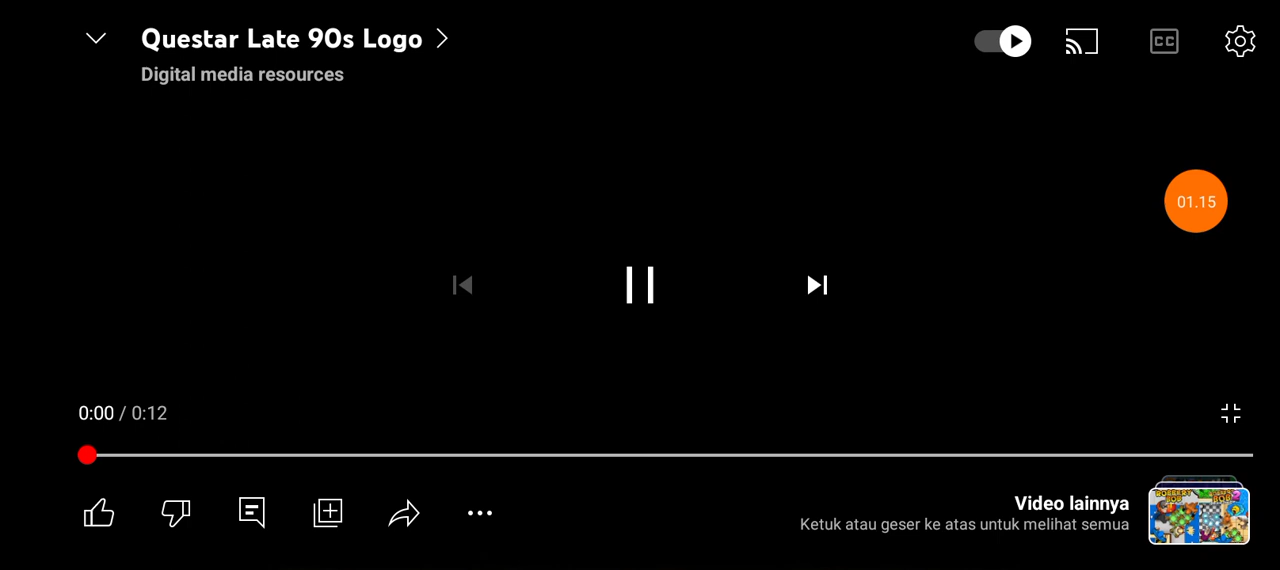 Questar Late 90s Logo
Digital media resources
CC
01.15
0:00 / 0:12
Video lainnya
Ketuk atau geser ke atas untuk melihat semua